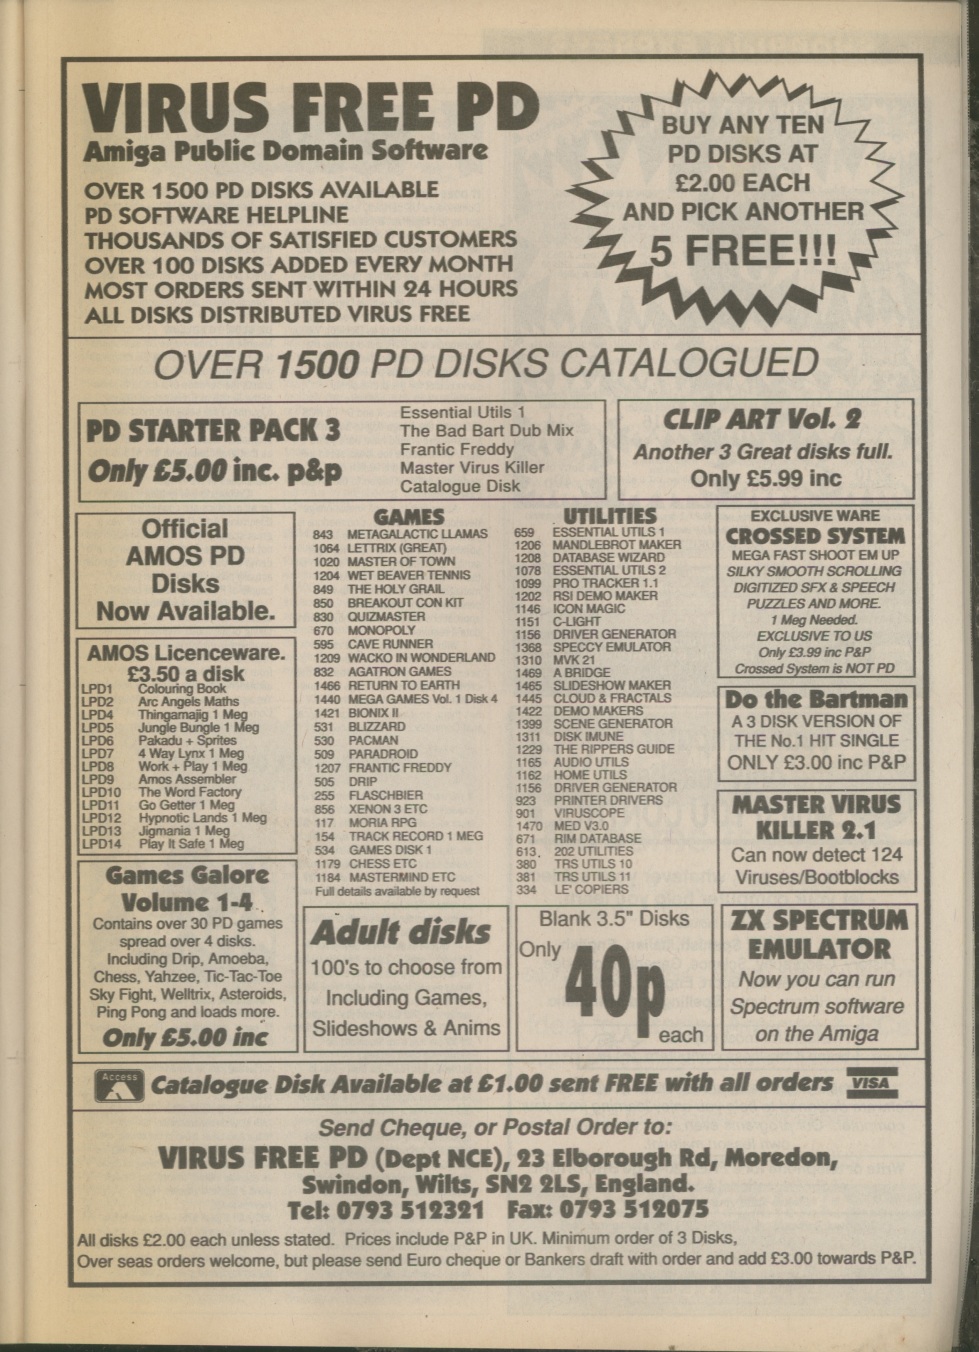 VIRUS FREE PD
Amiga Public Domain Software
OVER 1500 PD DISKS AVAILABLE
PD SOFTWARE HELPLINE
THOUSANDS OF SATISFIED CUSTOMERS
OVER 100 DISKS ADDED EVERY MONTH
MOST ORDERS SENT WITHIN 24 HOURS
ALL DISKS DISTRIBUTED VIRUS FREE
BUY ANY TEN
PD DISKS AT
£2.00 EACH
AND PICK ANOTHER
5 FREE!!!
OVER 1500 PD DISKS CATALOGUED
PD STARTER PACK 3
Only £5.00 inc. p&p
Essential Utils 1
The Bad Bart Dub Mix
Frantic Freddy
Master Virus Killer
Catalogue Disk
CLIP ART Vol. 2
Another 3 Great disks full.
Only £5.99 inc
Official
AMOS PD
Disks
Now Available.
AMOS Licenceware.
£3.50 a disk
LPD1 Colouring Book
LPD2 Arc Angels Maths
LPD4 Thingamajig 1 Meg
LPD5 Jungle Bungle 1 Meg
LPD6 Pakadu + Sprites
LPD7 4 Way Lynx 1 Meg
LPD8 Work + Play 1 Meg
LPD9 Amos Assembler
LPD10 The Word Factory
LPD11 Go Getter 1 Meg
LPD12 Hypnotic Lands 1 Meg
LPD13 Jigmania 1 Meg
LPD14 Play It Safe 1 Meg
Games Galore
Volume 1-4
Contains over 30 PD games
spread over 4 disks.
Including Drip, Amoeba,
Chess, Yahzee, Tic-Tac-Toe
Sky Fight, Welltrix, Asteroids,
Ping Pong and loads more.
Only £5.00 inc
GAMES
843 METAGALACTIC LLAMAS
1064 LETTRIX (GREAT)
1020 MASTER OF TOWN
1204 WET BEAVER TENNIS
849 THE HOLY GRAIL
850 BREAKOUT CON KIT
830 QUIZMASTER
670 MONOPOLY
595 CAVE RUNNER
1209 WACKO IN WONDERLAND
832 AGATRON GAMES
1466 RETURN TO EARTH
1440 MEGA GAMES Vol. 1 Disk 4
1421 BIONIX II
531 BLIZZARD
530 PACMAN
509 PARADROID
1207 FRANTIC FREDDY
505 DRIP
255 FLASCHBIER
856 XENON 3 ETC
117 MORIA RPG
154 TRACK RECORD 1 MEG
534 GAMES DISK 1
1179 CHESS ETC
1184 MASTERMIND ETC
Full details available by request
UTILITIES
659 ESSENTIAL UTILS 1
1206 MANDLEBROT MAKER
1208 DATABASE WIZARD
1078 ESSENTIAL UTILS 2
1099 PRO TRACKER 1.1
1202 RSI DEMO MAKER
1146 ICON MAGIC
1151 C-LIGHT
1156 DRIVER GENERATOR
1368 SPECCY EMULATOR
1310 MVK 21
1469 A BRIDGE
1465 SLIDESHOW MAKER
1445 CLOUD & FRACTALS
1422 DEMO MAKERS
1399 SCENE GENERATOR
1311 DISK IMUNE
1229 THE RIPPERS GUIDE
1165 AUDIO UTILS
1162 HOME UTILS
1156 DRIVER GENERATOR
923 PRINTER DRIVERS
901 VIRUSCOPE
1470 MED V3.0
671 RIM DATABASE
613. 202 UTILITIES
380 TRS UTILS 10
381 TRS UTILS 11
334 LE' COPIERS
EXCLUSIVE WARE
CROSSED SYSTEM
MEGA FAST SHOOT EM UP
SILKY SMOOTH SCROLLING
DIGITIZED SFX & SPEECH
PUZZLES AND MORE.
1 Meg Needed.
EXCLUSIVE TO US
Only £3.99 inc P&P
Crossed System is NOT PD
Do the Bartman
A 3 DISK VERSION OF
THE No.1 HIT SINGLE
ONLY £3.00 inc P&P
MASTER VIRUS
KILLER 2.1
Can now detect 124
Viruses/Bootblocks
Adult disks
100's to choose from
Including Games,
Slideshows & Anims
Blank 3.5" Disks
Only
40p
each
ZX SPECTRUM
EMULATOR
Now you can run
Spectrum software
on the Amiga
Access
Catalogue Disk Available at £1.00 sent FREE with all orders
VISA
Send Cheque, or Postal Order to:
VIRUS FREE PD (Dept NCE), 23 Elborough Rd, Moredon,
Swindon, Wilts, SN2 2LS, England.
Tel: 0793 512321 Fax: 0793 512075
All disks £2.00 each unless stated. Prices include P&P in UK. Minimum order of 3 Disks,
Over seas orders welcome, but please send Euro cheque or Bankers draft with order and add £3.00 towards P&P.